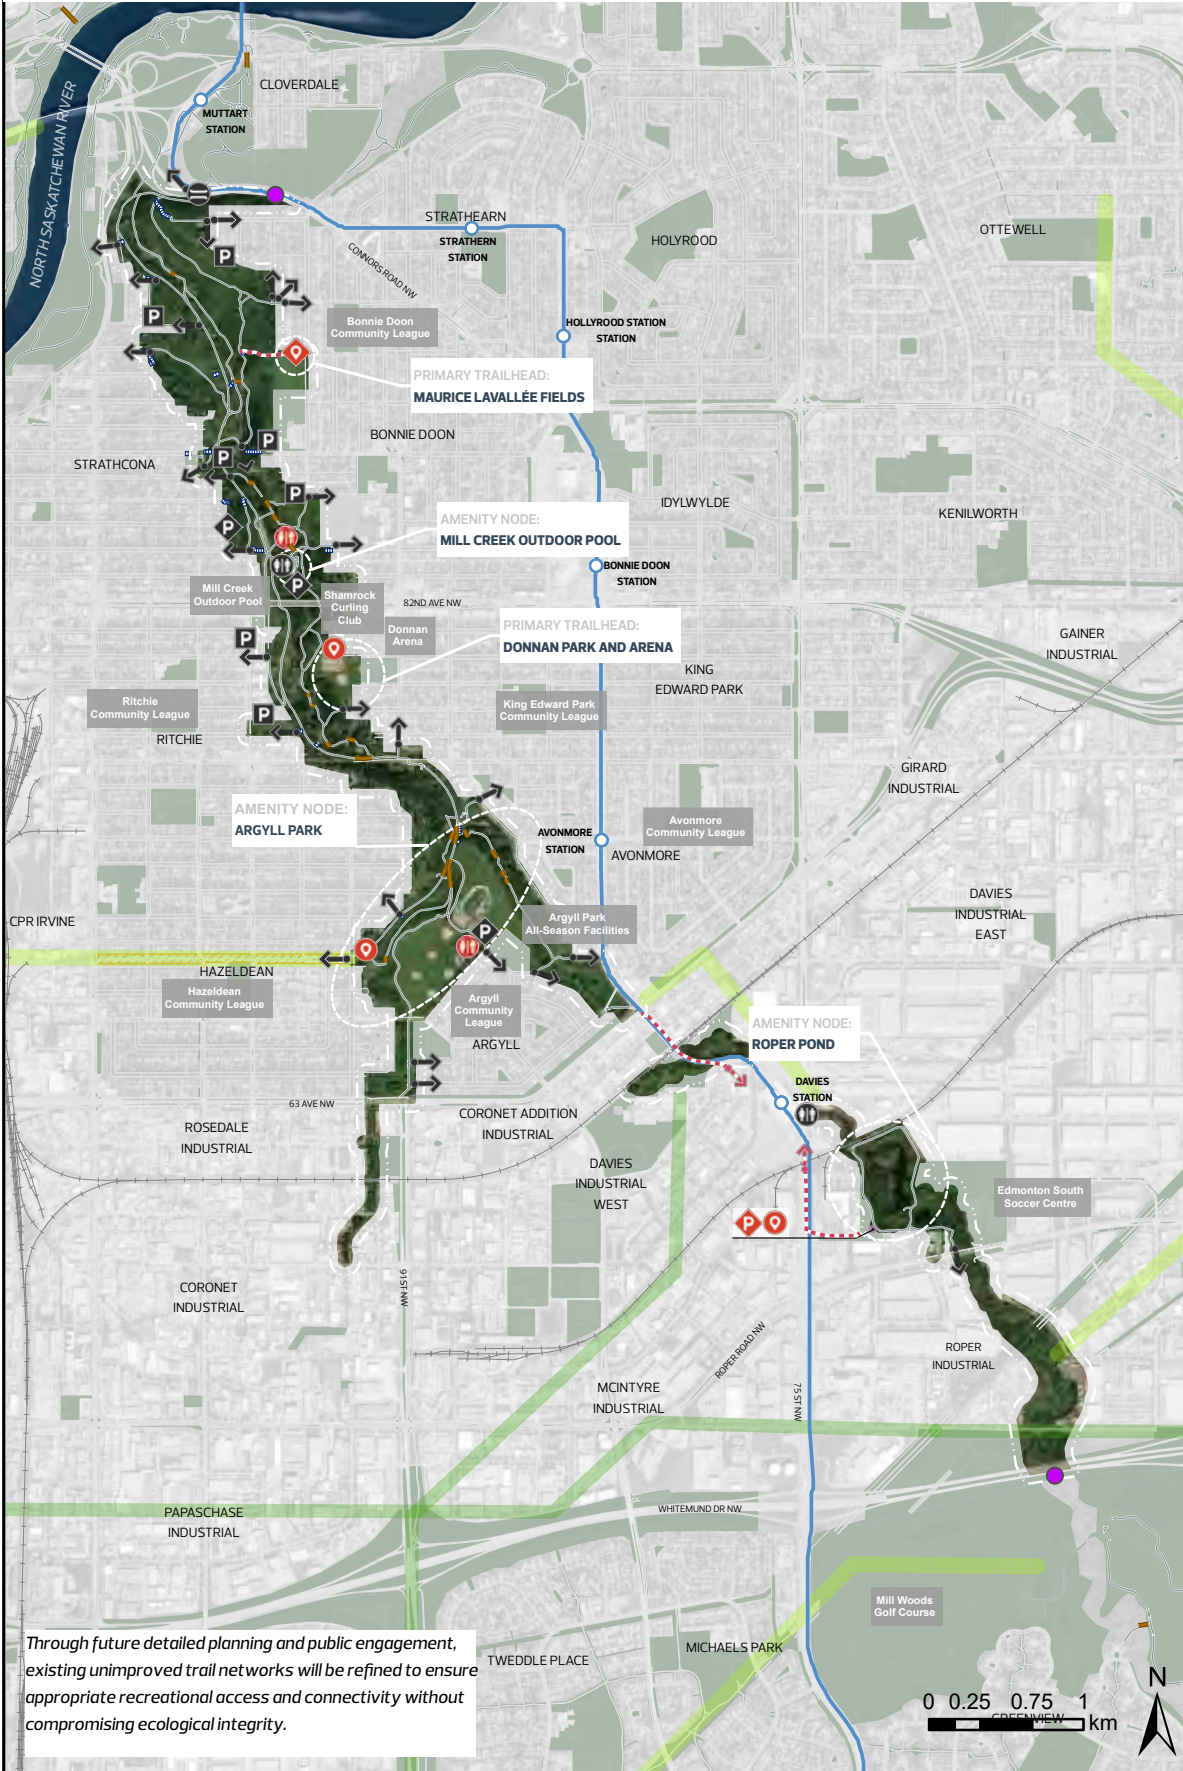 CLOVERDALE
MUTTART
STATION
NORTH SASKATCHEWAN RIVER
STRATHEARN
STRATHERN
STATION
CONNORS ROAD NW
HOLYROOD
OTTEWELL
P
Bonnie Doon
Community League
HOLLYROOD STATION
STATION
P
PRIMARY TRAILHEAD:
MAURICE LAVALLÉE FIELDS
BONNIE DOON
P
STRATHCONA
P
P
IDYLWYLDE
KENILWORTH
AMENITY NODE:
MILL CREEK OUTDOOR POOL
P
BONNIE DOON
STATION
P
Mill Creek
Outdoor Pool
Shamrock
Curling
Club
82ND AVE NW
Donnan
Arena
PRIMARY TRAILHEAD:
DONNAN PARK AND ARENA
P
GAINER
INDUSTRIAL
KING
EDWARD PARK
Ritchie
Community League
King Edward Park
Community League
P
RITCHIE
GIRARD
INDUSTRIAL
AMENITY NODE:
ARGYLL PARK
Avonmore
Community League
AVONMORE
STATION
AVONMORE
DAVIES
INDUSTRIAL
EAST
CPR IRVINE
Argyll Park
All-Season Facilities
P
HAZELDEAN
Hazeldean
Community League
Argyll
Community
League
ARGYLL
AMENITY NODE:
ROPER POND
DAVIES
STATION
63 AVE NW
CORONET ADDITION
INDUSTRIAL
ROSEDALE
INDUSTRIAL
DAVIES
INDUSTRIAL
WEST
Edmonton South
Soccer Centre
P
CORONET
INDUSTRIAL
91 ST NW
ROPER ROAD NW
ROPER
INDUSTRIAL
MCINTYRE
INDUSTRIAL
75 ST NW
PAPASCHASE
INDUSTRIAL
WHITEMUND DR NW
Mill Woods
Golf Course
MICHAELS PARK
TWEDDLE PLACE
Through future detailed planning and public engagement,
existing unimproved trail networks will be refined to ensure
appropriate recreational access and connectivity without
compromising ecological integrity.
N
0 0.25 0.75 1
km
GREENVIEW